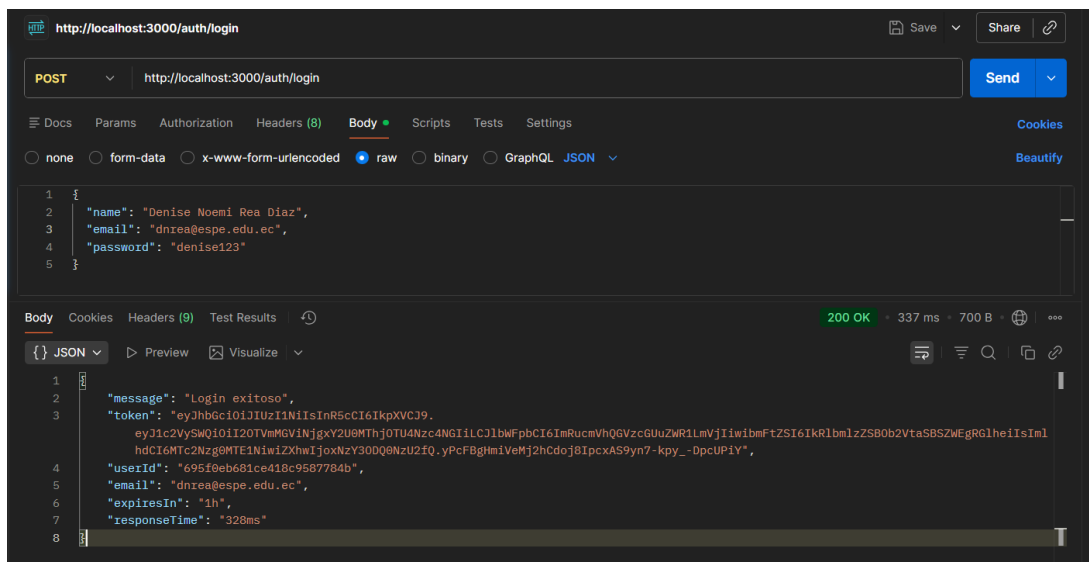 HTTP http://localhost:3000/auth/login Save Share
POST http://localhost:3000/auth/login Send
Docs Params Authorization Headers (8) Body Scripts Tests Settings Cookies
none form-data x-www-form-urlencoded raw binary GraphQL JSON Beautify
1 {
2 "name": "Denise Noemi Rea Diaz",
3 "email": "dnrea@espe.edu.ec",
4 "password": "denise123"
5 }
Body Cookies Headers (9) Test Results 200 OK • 337 ms • 700 B
{} JSON Preview Visualize
1 {
2 "message": "Login exitoso",
3 "token": "eyJhbGciOiJIUzI1NiIsInR5cCI6IkpXVCJ9.
eyJ1c2VySWQiOiI2OTVmMGViNjgxY2U0MThjOTU4Nzc4NGIiLCJlbWFpbCI6ImRucmVhQGVzcGUuZWR1LmVjIiwibmFtZSI6IkRlbmlzZSBOb2VtaSBSZWEgRGlheiIsIml
hdCI6MTc2Nzg0MTE1NiwiZXhwIjoxNzY3ODQ0NzU2fQ.yPcFBgHmiVeMj2hCdoj8IpcxAS9yn7-kpy_-DpcUPiY",
4 "userId": "695f0eb681ce418c9587784b",
5 "email": "dnrea@espe.edu.ec",
6 "expiresIn": "1h",
7 "responseTime": "328ms"
8 }